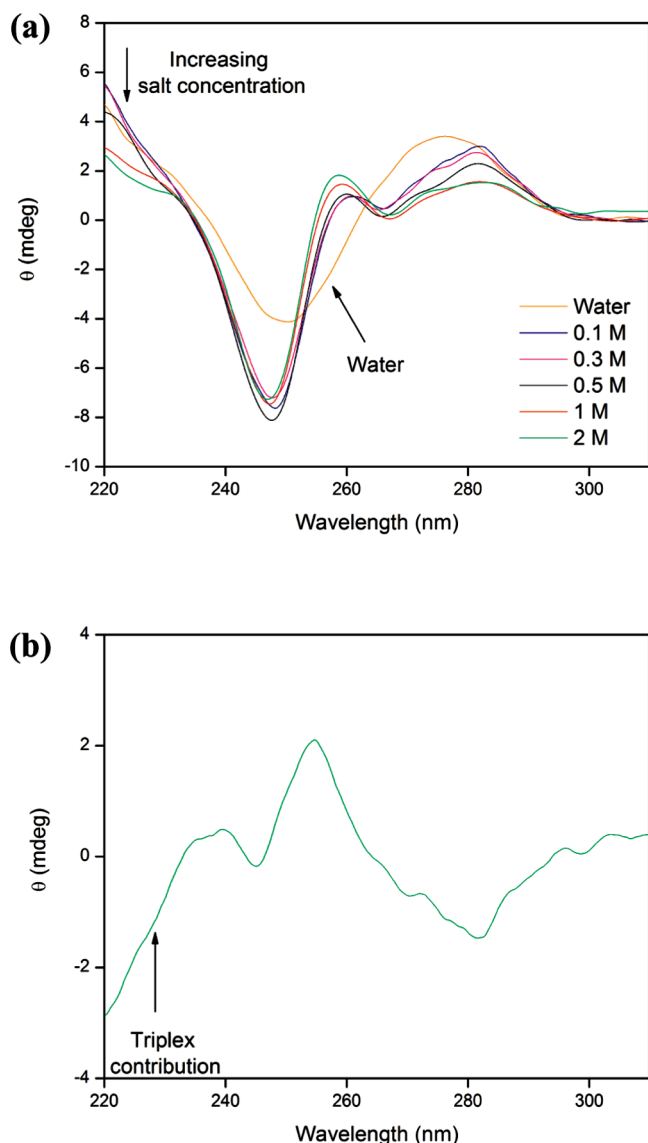 (a)
8
6
4
2
0
-2
-4
-6
-8
-10
θ (mdeg)
Increasing
salt concentration
Water
Water
0.1 M
0.3 M
0.5 M
1 M
2 M
220 240 260 280 300
Wavelength (nm)
(b)
4
2
0
-2
-4
θ (mdeg)
Triplex
contribution
220 240 260 280 300
Wavelength (nm)